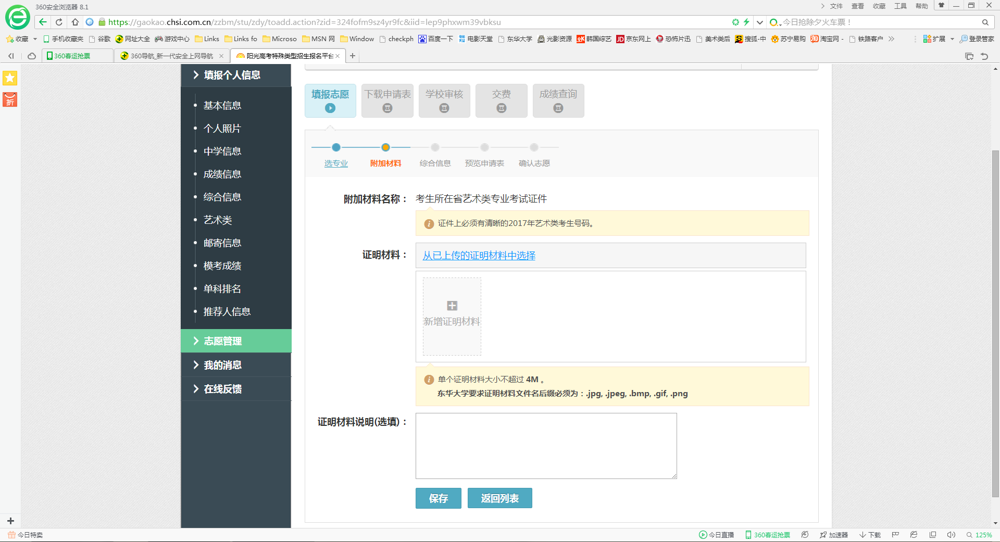 360安全浏览器 8.1
文件 查看 收藏 工具 帮助
https://gaokao.chsi.com.cn/zzbm/stu/zdy/toadd.action?zid=324fofm9sz4yr9fc&iid=lep9phxwm39vbksu
今日抢除夕火车票！
收藏 手机收藏夹 谷歌 网址大全 游戏中心 Links Links fo Microso MSN 网 Window checkph 百度一下 电影天堂 东华大学 光影资源 韩国综艺 京东网上 恐怖片迅 美术类后 搜狐-中 苏宁易购 淘宝网 - 铁路客户 扩展 登录管家
360春运抢票
360导航_新一代安全上网导航
阳光高考特殊类型招生报名平台
折
填报个人信息
基本信息
个人照片
中学信息
成绩信息
综合信息
艺术类
邮寄信息
模考成绩
单科排名
推荐人信息
志愿管理
我的消息
在线反馈
填报志愿 下载申请表 学校审核 交费 成绩查询
选专业 附加材料 综合信息 预览申请表 确认志愿
附加材料名称： 考生所在省艺术类专业考试证件
证件上必须有清晰的2017年艺术类考生号码。
证明材料： 从已上传的证明材料中选择
新增证明材料
单个证明材料大小不超过 4M 。
东华大学要求证明材料文件名后缀必须为：.jpg, .jpeg, .bmp, .gif, .png
证明材料说明(选填)：
保存 返回列表
今日特卖
今日直播 360春运抢票 加速器 下载 125%